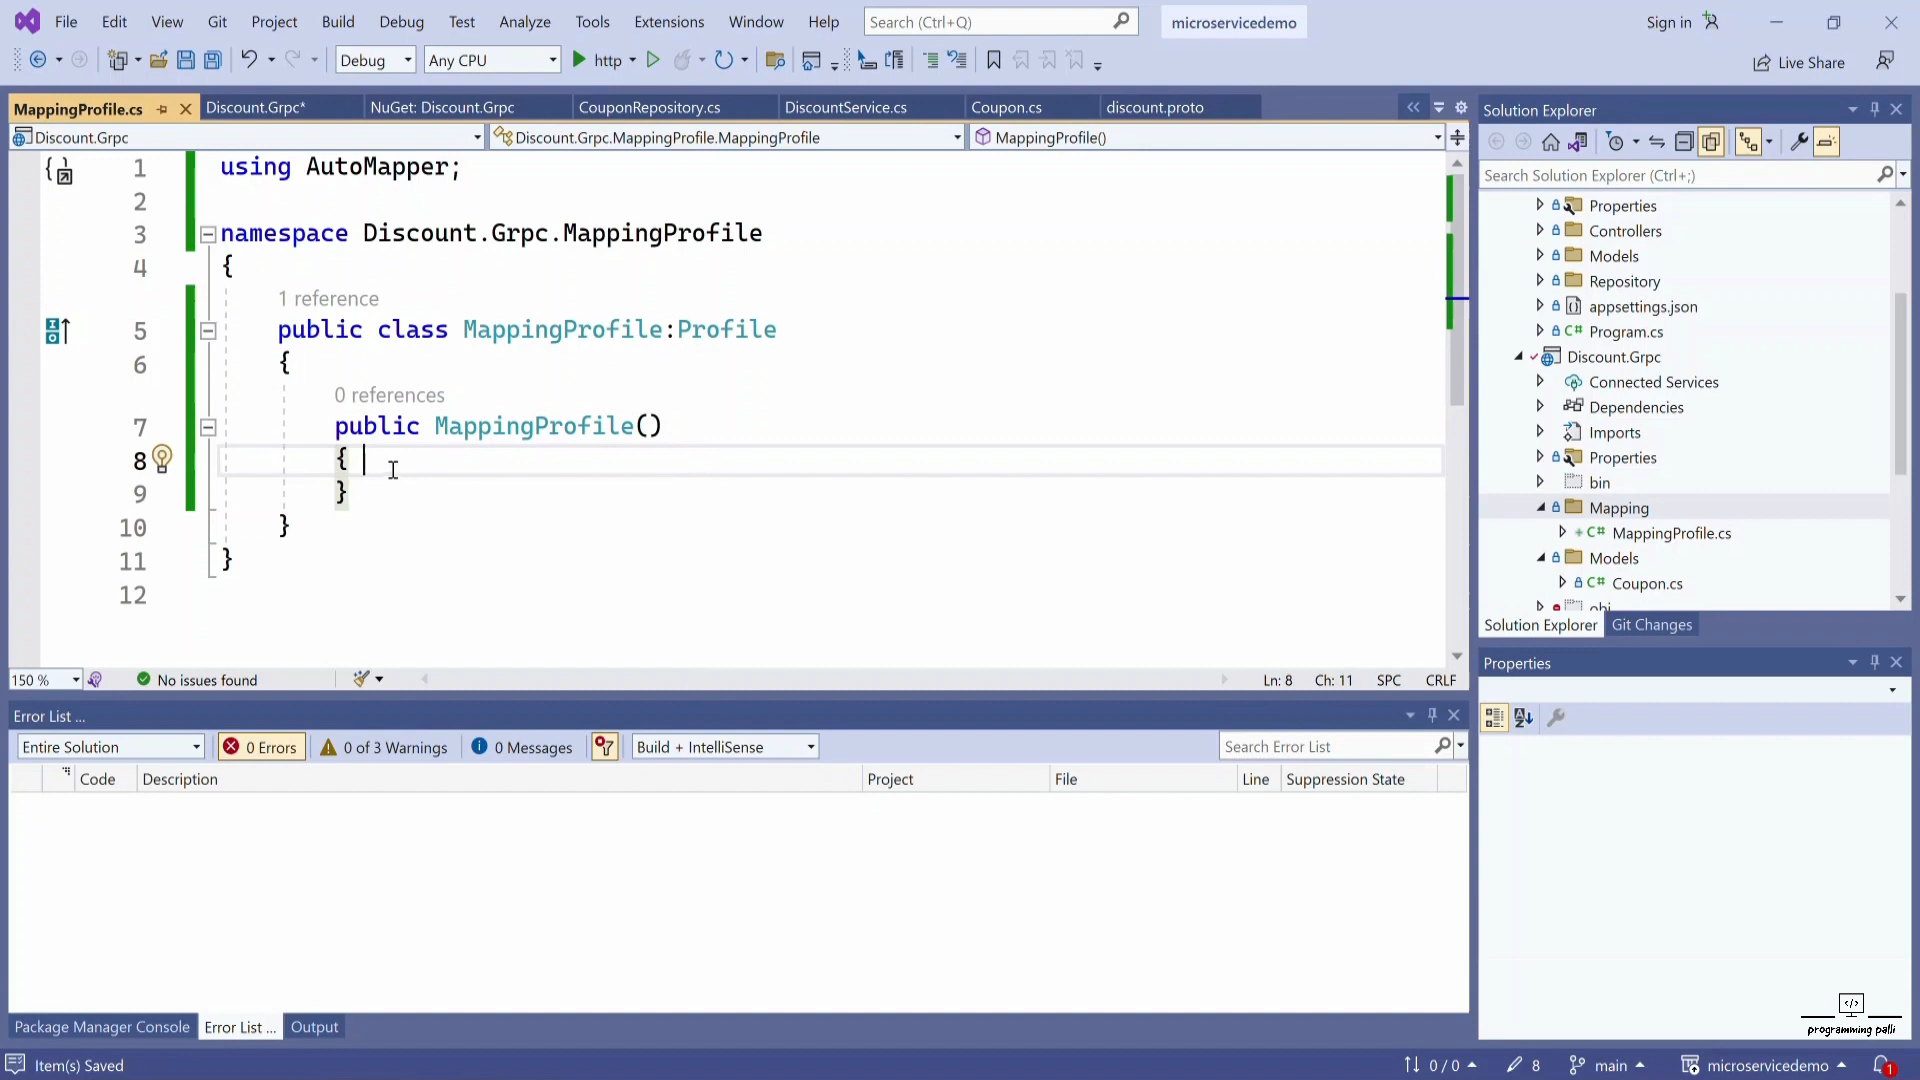 File Edit View Git Project Build Debug Test Analyze Tools Extensions Window Help Search (Ctrl+Q) microservicedemo Sign in
Debug Any CPU http Live Share
MappingProfile.cs Discount.Grpc* NuGet: Discount.Grpc CouponRepository.cs DiscountService.cs Coupon.cs discount.proto
Discount.Grpc Discount.Grpc.MappingProfile.MappingProfile MappingProfile()
1 using AutoMapper;
2
3 namespace Discount.Grpc.MappingProfile
4 {
1 reference
5 public class MappingProfile:Profile
6 {
0 references
7 public MappingProfile()
8 {
9 }
10 }
11 }
12
150 % No issues found Ln: 8 Ch: 11 SPC CRLF
Error List ...
Entire Solution 0 Errors 0 of 3 Warnings 0 Messages Build + IntelliSense Search Error List
Code Description Project File Line Suppression State
Package Manager Console Error List ... Output
Solution Explorer
Search Solution Explorer (Ctrl+;)
Properties
Controllers
Models
Repository
appsettings.json
C# Program.cs
Discount.Grpc
Connected Services
Dependencies
Imports
Properties
bin
Mapping
C# MappingProfile.cs
Models
C# Coupon.cs
obj
Solution Explorer Git Changes
Properties
programming palli
Item(s) Saved 0 / 0 8 main microservicedemo 1